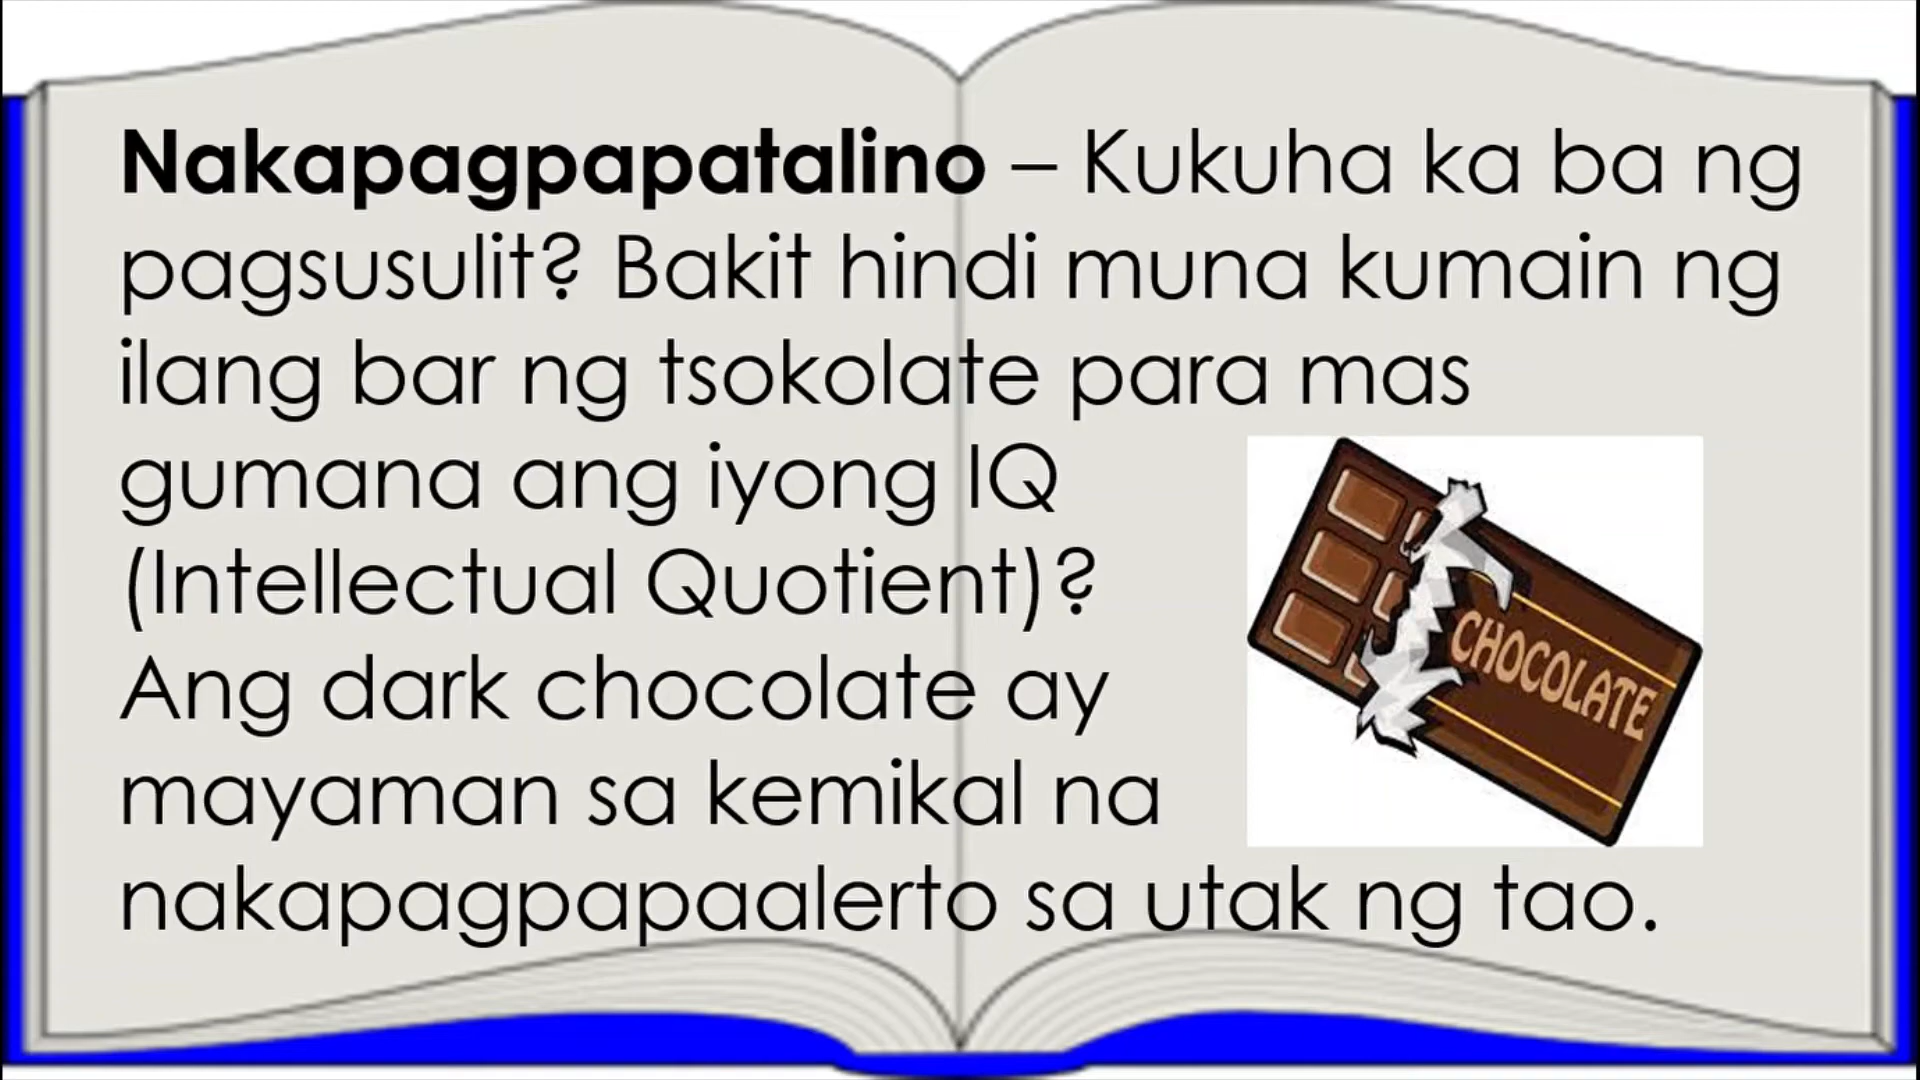 Nakapagpapatalino – Kukuha ka ba ng
pagsusulit? Bakit hindi muna kumain ng
ilang bar ng tsokolate para mas
gumana ang iyong IQ
(Intellectual Quotient)?
Ang dark chocolate ay
mayaman sa kemikal na
nakapagpapaalerto sa utak ng tao.
CHOCOLATE